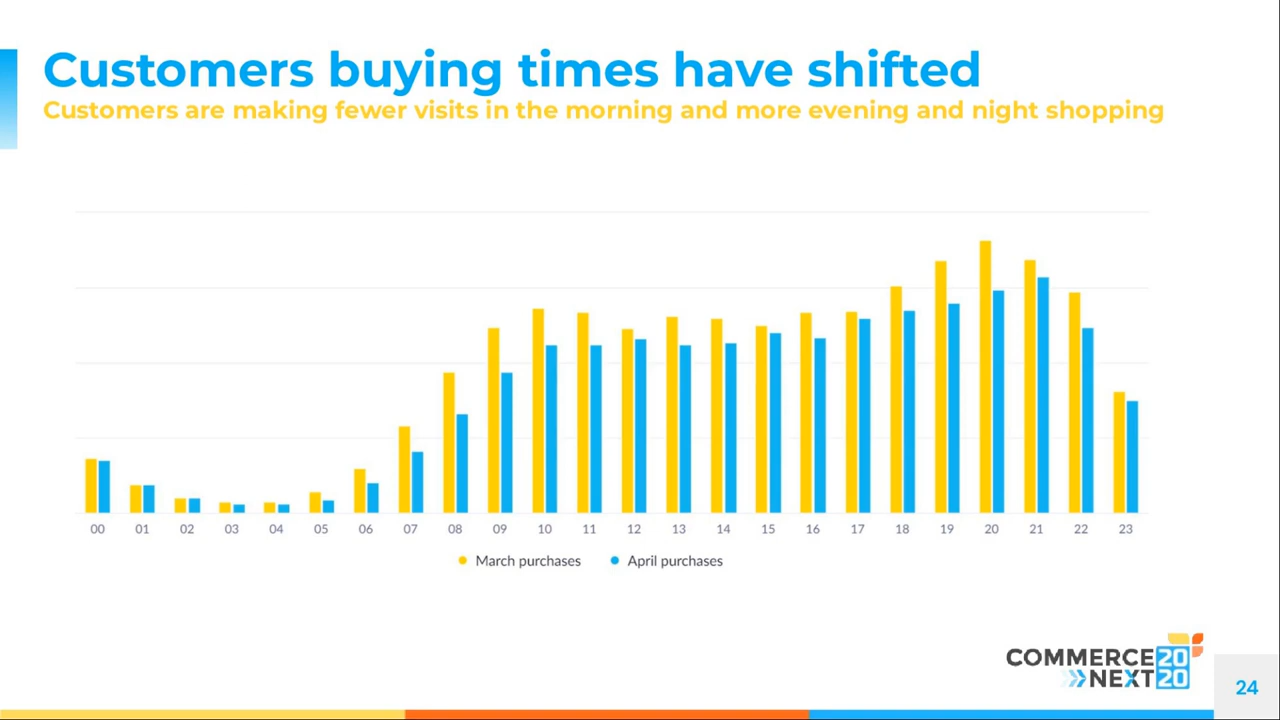 Customers buying times have shifted
Customers are making fewer visits in the morning and more evening and night shopping
00 01 02 03 04 05 06 07 08 09 10 11 12 13 14 15 16 17 18 19 20 21 22 23
March purchases April purchases
COMMERCE 20
NEXT 20
24